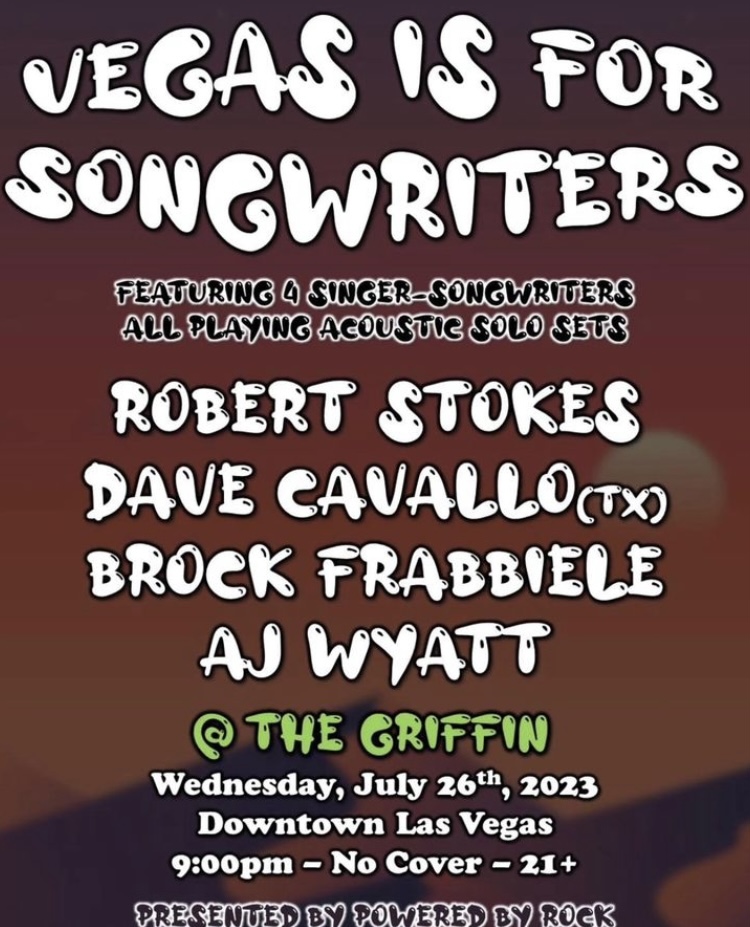 VEGAS IS FOR
SONGWRITERS
FEATURING 4 SINGER-SONGWRITERS
ALL PLAYING ACOUSTIC SOLO SETS
ROBERT STOKES
DAVE CAVALLO(TX)
BROCK FRABBIELE
AJ WYATT
@ THE GRIFFIN
Wednesday, July 26th, 2023
Downtown Las Vegas
9:00pm – No Cover – 21+
PRESENTED BY POWERED BY ROCK